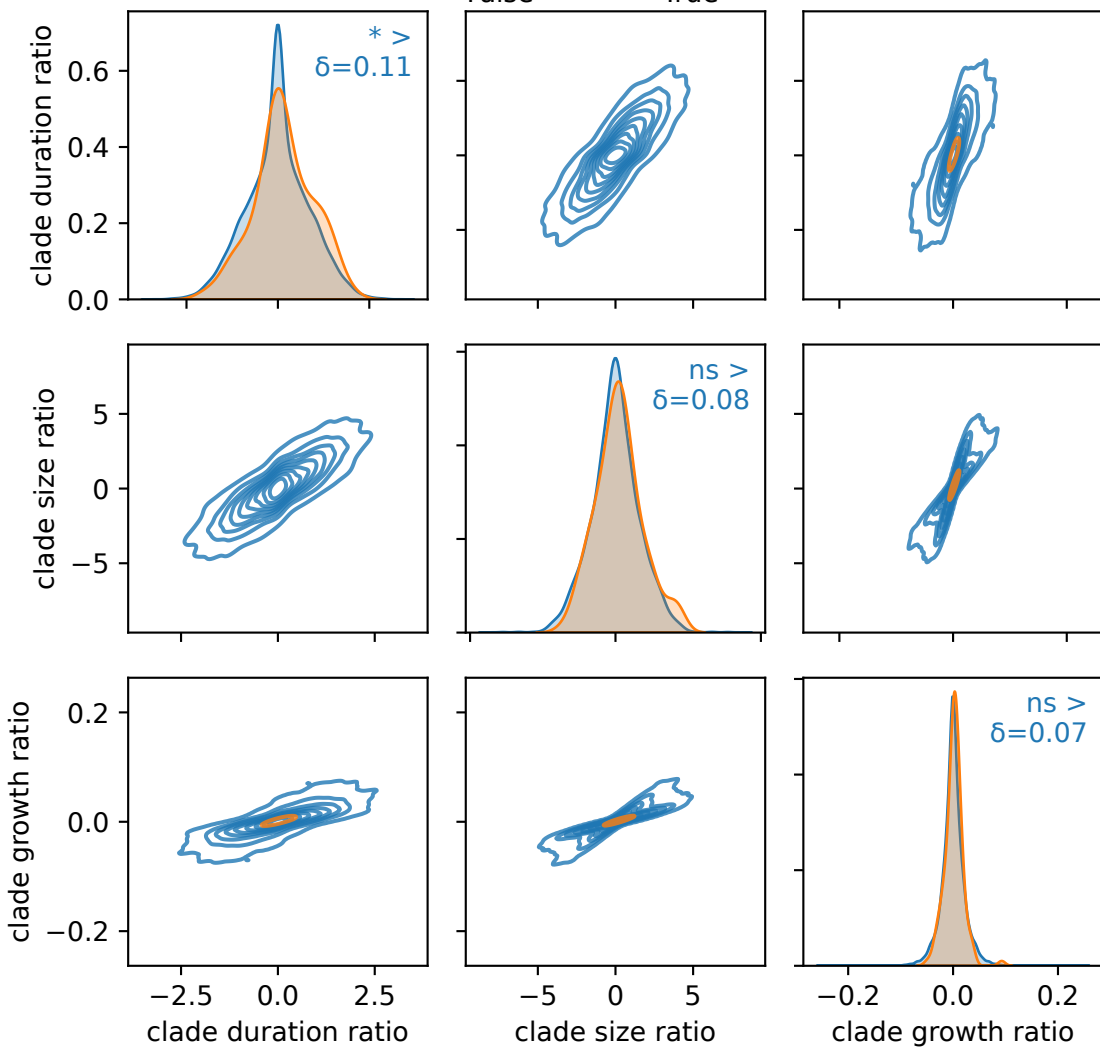 clade duration ratio
0.6
0.4
0.2
0.0
* >
δ=0.11
clade size ratio
5
0
−5
ns >
δ=0.08
clade growth ratio
0.2
0.0
−0.2
ns >
δ=0.07
−2.5 0.0 2.5
−5 0 5
−0.2 0.0 0.2
clade duration ratio
clade size ratio
clade growth ratio